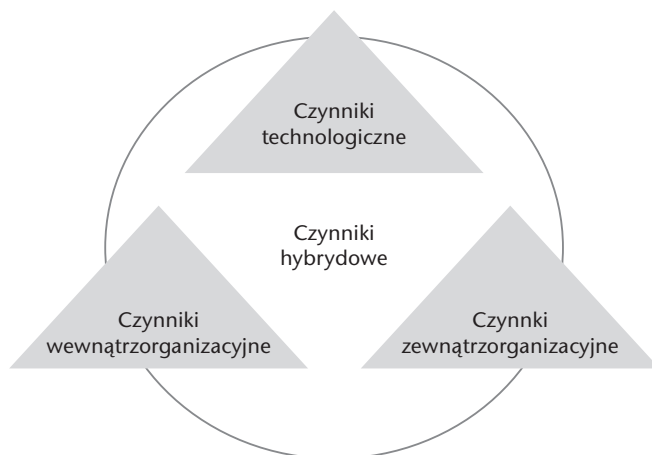 Czynniki
technologiczne
Czynniki
hybrydowe
Czynniki
wewnątrzorganizacyjne
Czynnki
zewnątrzorganizacyjne